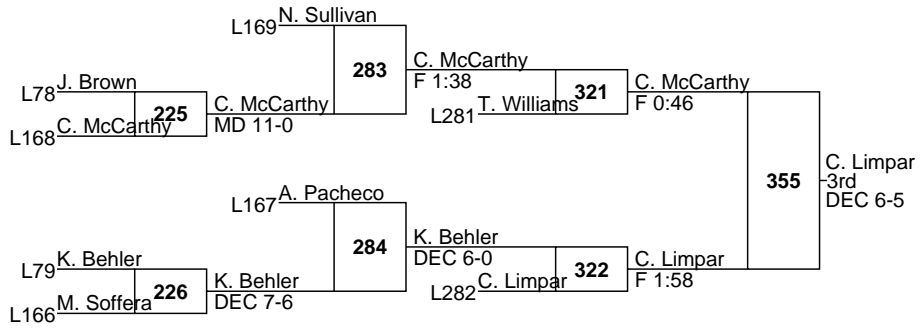 N. Sullivan
L169
283
C. McCarthy
F 1:38
J. Brown
L78
225
C. McCarthy
MD 11-0
C. McCarthy
L168
321
T. Williams
L281
C. McCarthy
F 0:46
355
C. Limpar
3rd
DEC 6-5
A. Pacheco
L167
284
K. Behler
DEC 6-0
K. Behler
L79
226
K. Behler
DEC 7-6
M. Soffera
L166
322
C. Limpar
L282
C. Limpar
F 1:58